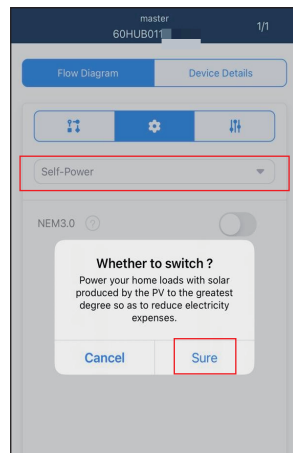 master
60HUB011
1/1
Flow Diagram
Device Details
Self-Power
NEM3.0 ?
Whether to switch ?
Power your home loads with solar
produced by the PV to the greatest
degree so as to reduce electricity
expenses.
Cancel
Sure